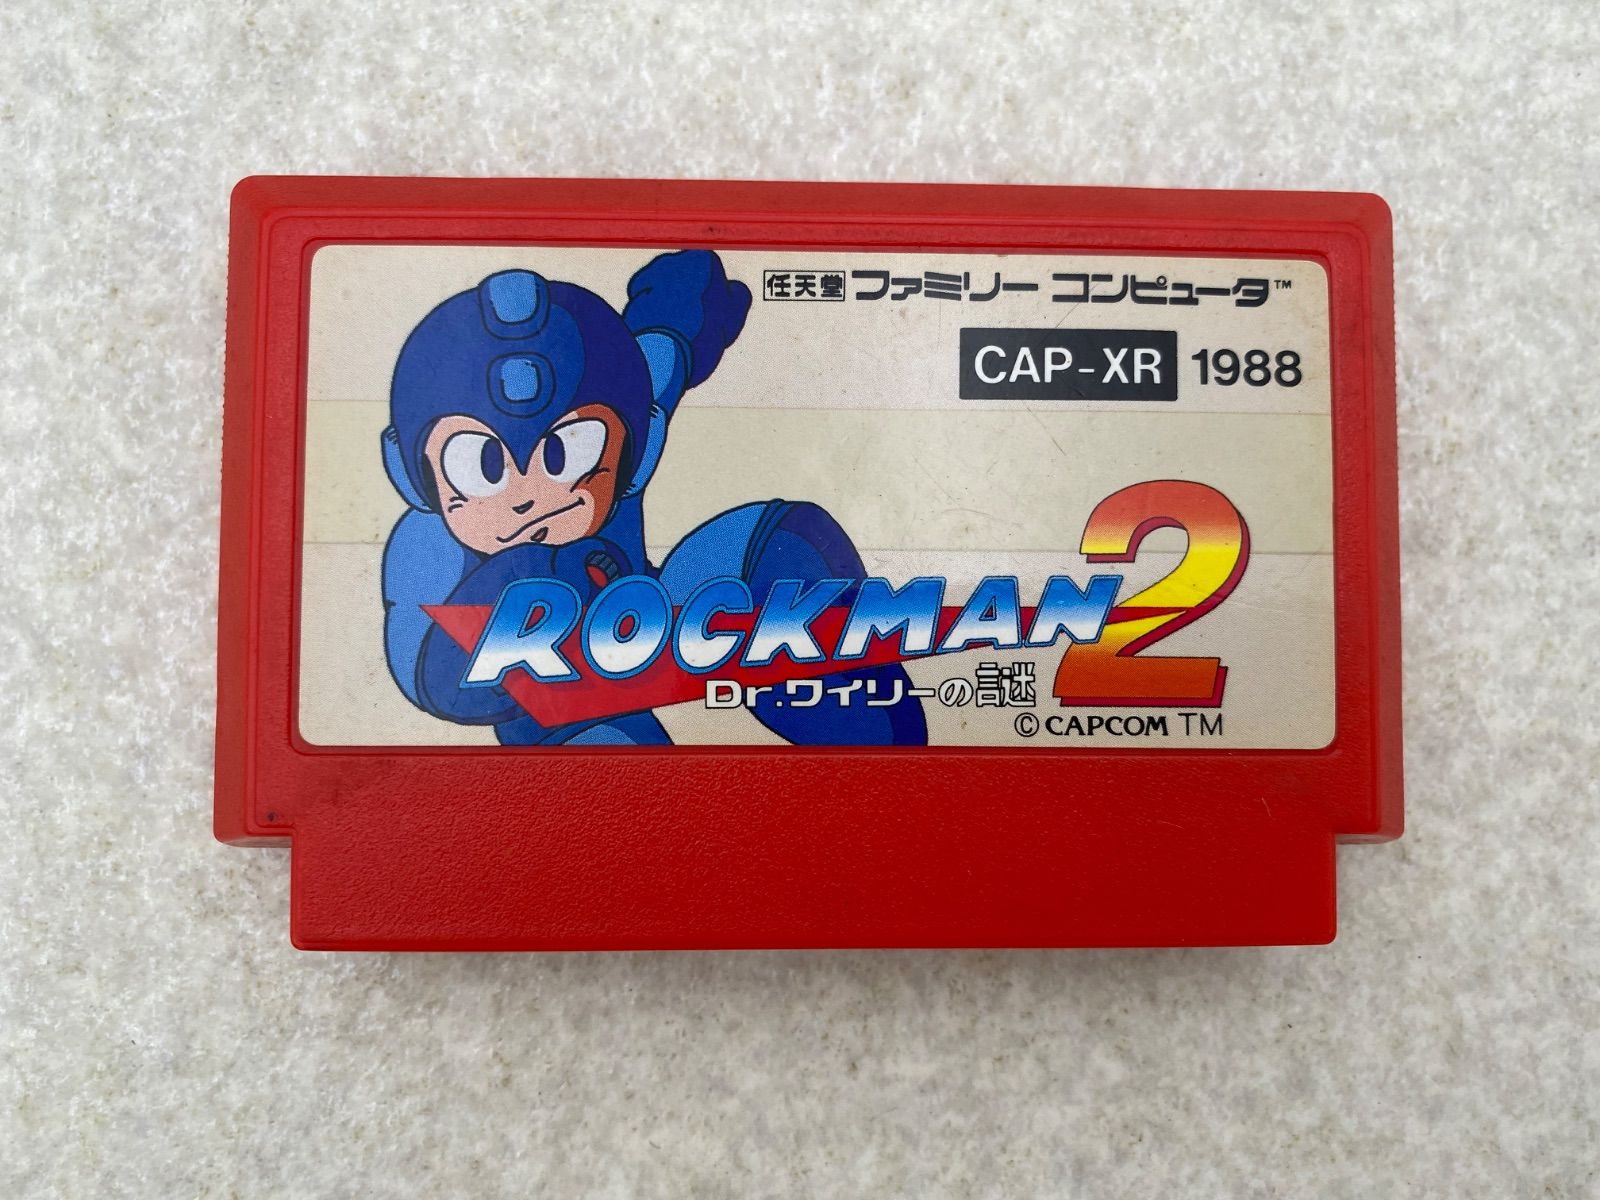 任天堂 ファミリー コンピュータ™
CAP-XR 1988
ROCKMAN 2
Dr.ワイリーの謎
© CAPCOM TM